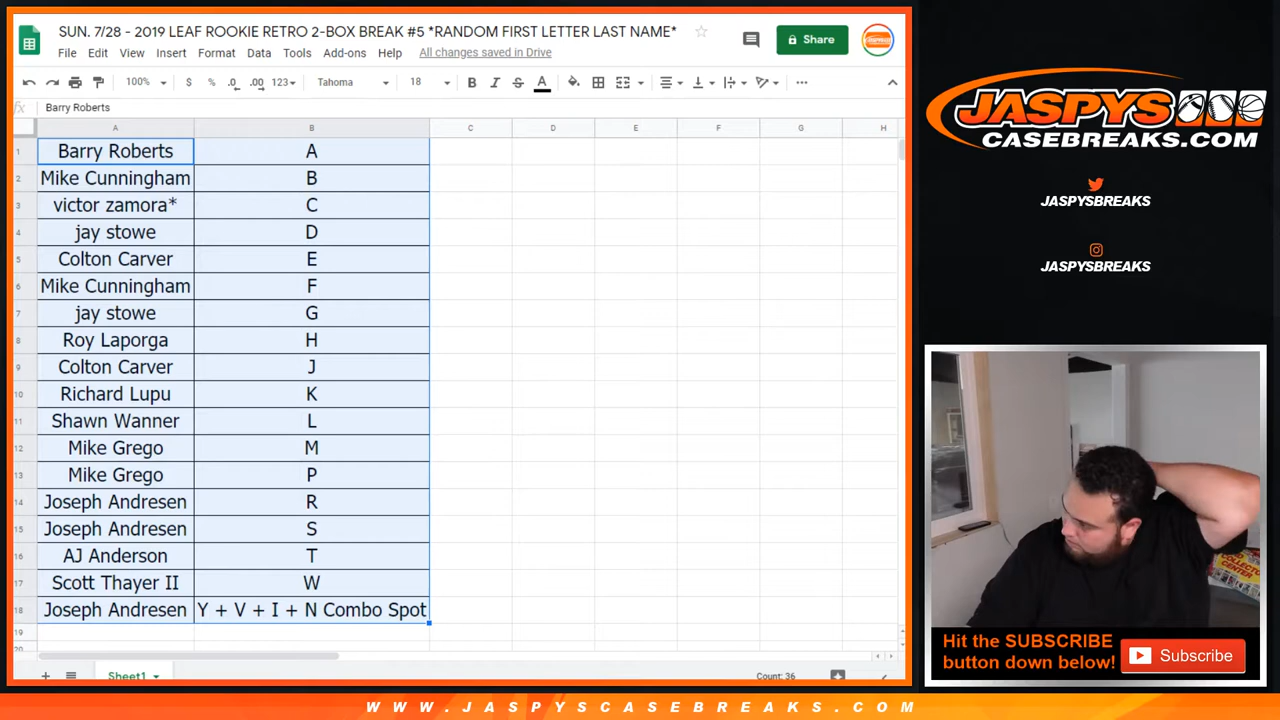 SUN. 7/28 - 2019 LEAF ROOKIE RETRO 2-BOX BREAK #5 *RANDOM FIRST LETTER LAST NAME*
File Edit View Insert Format Data Tools Add-ons Help All changes saved in Drive
Share
100% $ % .0 .00 123 Tahoma 18 B I S A
fx Barry Roberts
A B C D E F G H
1 Barry Roberts A
2 Mike Cunningham B
3 victor zamora* C
4 jay stowe D
5 Colton Carver E
6 Mike Cunningham F
7 jay stowe G
8 Roy Laporga H
9 Colton Carver J
10 Richard Lupu K
11 Shawn Wanner L
12 Mike Grego M
13 Mike Grego P
14 Joseph Andresen R
15 Joseph Andresen S
16 AJ Anderson T
17 Scott Thayer II W
18 Joseph Andresen Y + V + I + N Combo Spot
19
20
Sheet1
Count: 36
JASPYS
CASEBREAKS.COM
JASPYSBREAKS
JASPYSBREAKS
Hit the SUBSCRIBE
button down below!
Subscribe
WWW.JASPYSCASEBREAKS.COM